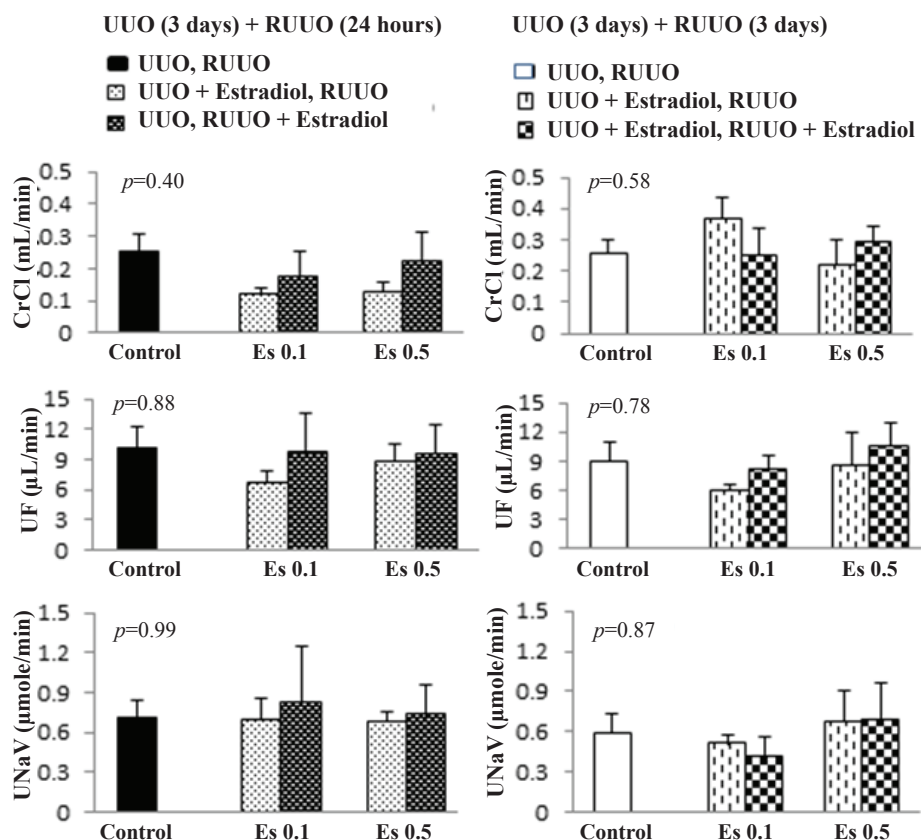 UUO (3 days) + RUUO (24 hours)
UUO, RUUO
UUO + Estradiol, RUUO
UUO, RUUO + Estradiol
UUO (3 days) + RUUO (3 days)
UUO, RUUO
UUO + Estradiol, RUUO
UUO + Estradiol, RUUO + Estradiol
CrCl (mL/min)
0.5
0.4
0.3
0.2
0.1
0
p=0.40
Control
Es 0.1
Es 0.5
CrCl (mL/min)
0.5
0.4
0.3
0.2
0.1
0
p=0.58
Control
Es 0.1
Es 0.5
UF (µL/min)
15
12
9
6
3
0
p=0.88
Control
Es 0.1
Es 0.5
UF (µL/min)
15
12
9
6
3
0
p=0.78
Control
Es 0.1
Es 0.5
UNaV (µmole/min)
1.5
1.2
0.9
0.6
0.3
0
p=0.99
Control
Es 0.1
Es 0.5
UNaV (µmole/min)
1.5
1.2
0.9
0.6
0.3
0
p=0.87
Control
Es 0.1
Es 0.5